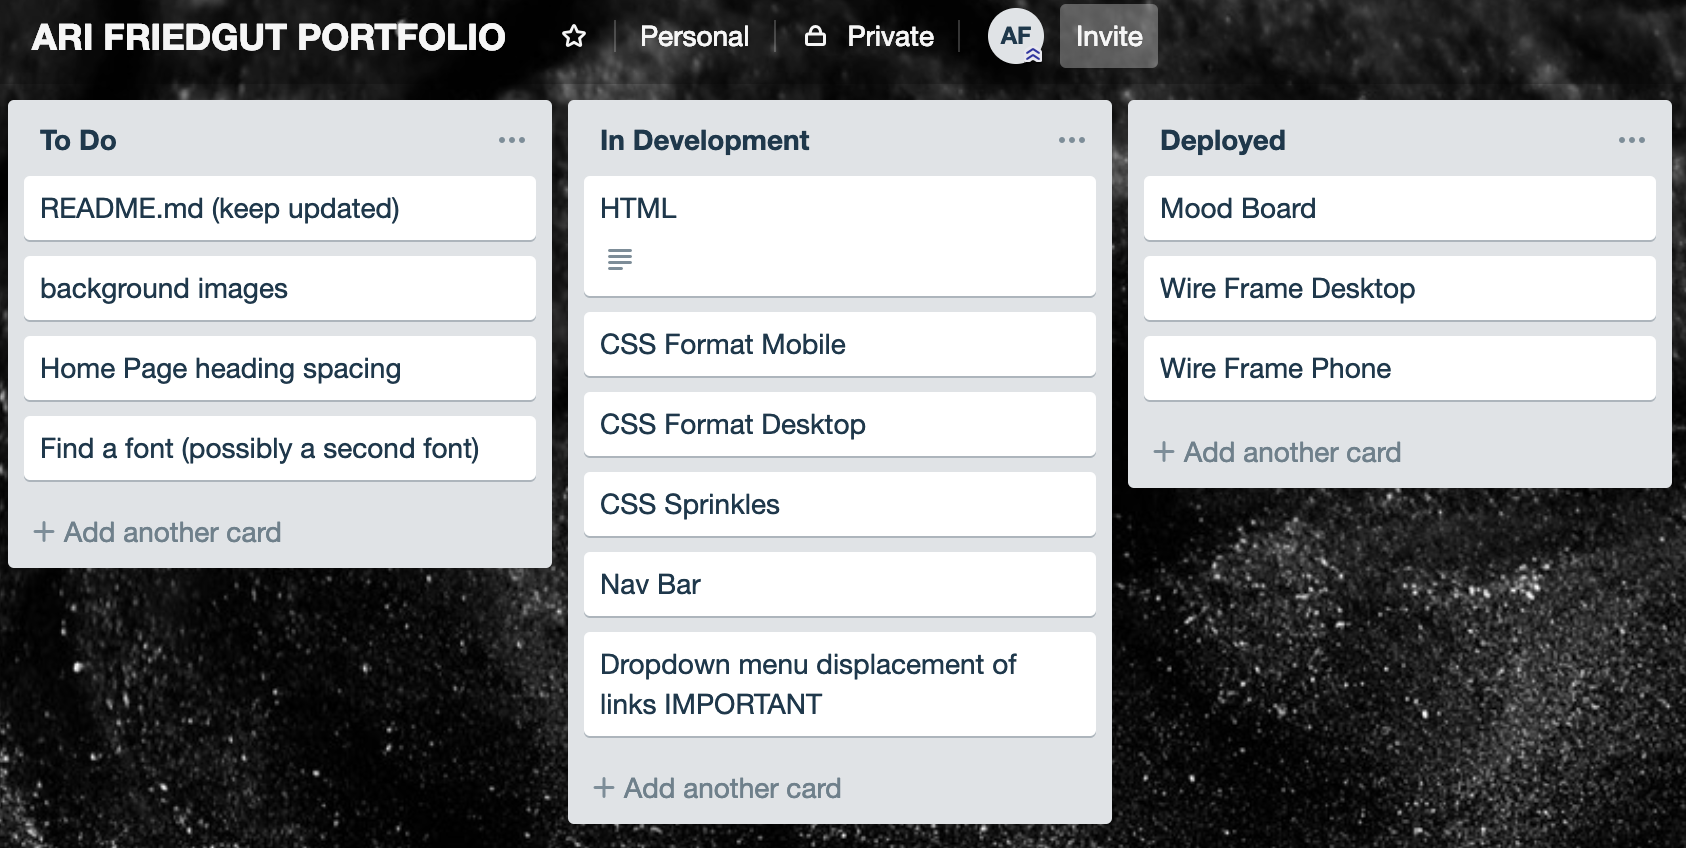 ARI FRIEDGUT PORTFOLIO
Personal
Private
AF
Invite
To Do
README.md (keep updated)
background images
Home Page heading spacing
Find a font (possibly a second font)
+ Add another card
In Development
HTML
CSS Format Mobile
CSS Format Desktop
CSS Sprinkles
Nav Bar
Dropdown menu displacement of
links IMPORTANT
+ Add another card
Deployed
Mood Board
Wire Frame Desktop
Wire Frame Phone
+ Add another card